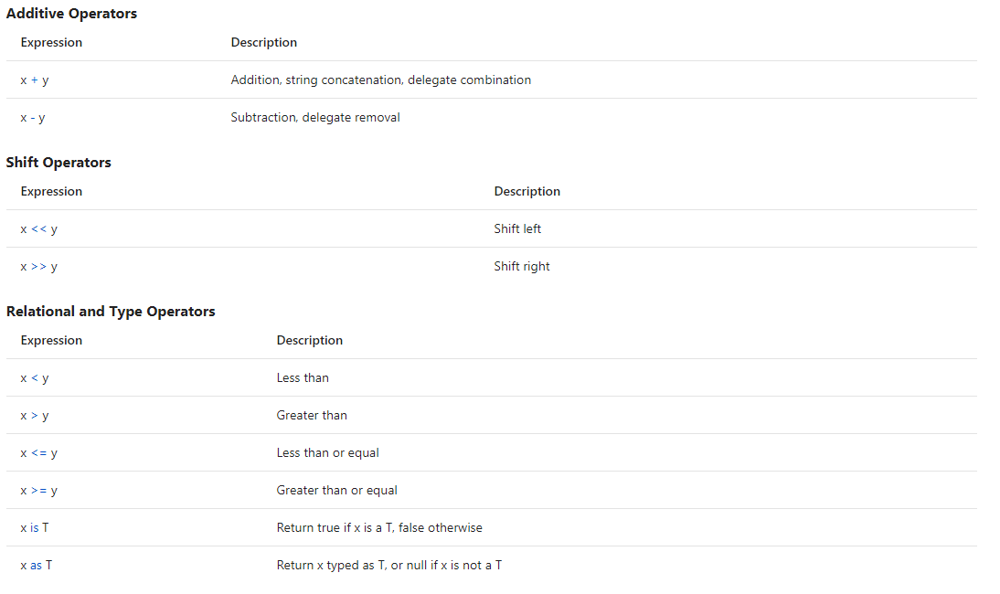 Additive Operators
Expression Description
x + y Addition, string concatenation, delegate combination
x - y Subtraction, delegate removal
Shift Operators
Expression Description
x << y Shift left
x >> y Shift right
Relational and Type Operators
Expression Description
x < y Less than
x > y Greater than
x <= y Less than or equal
x >= y Greater than or equal
x is T Return true if x is a T, false otherwise
x as T Return x typed as T, or null if x is not a T